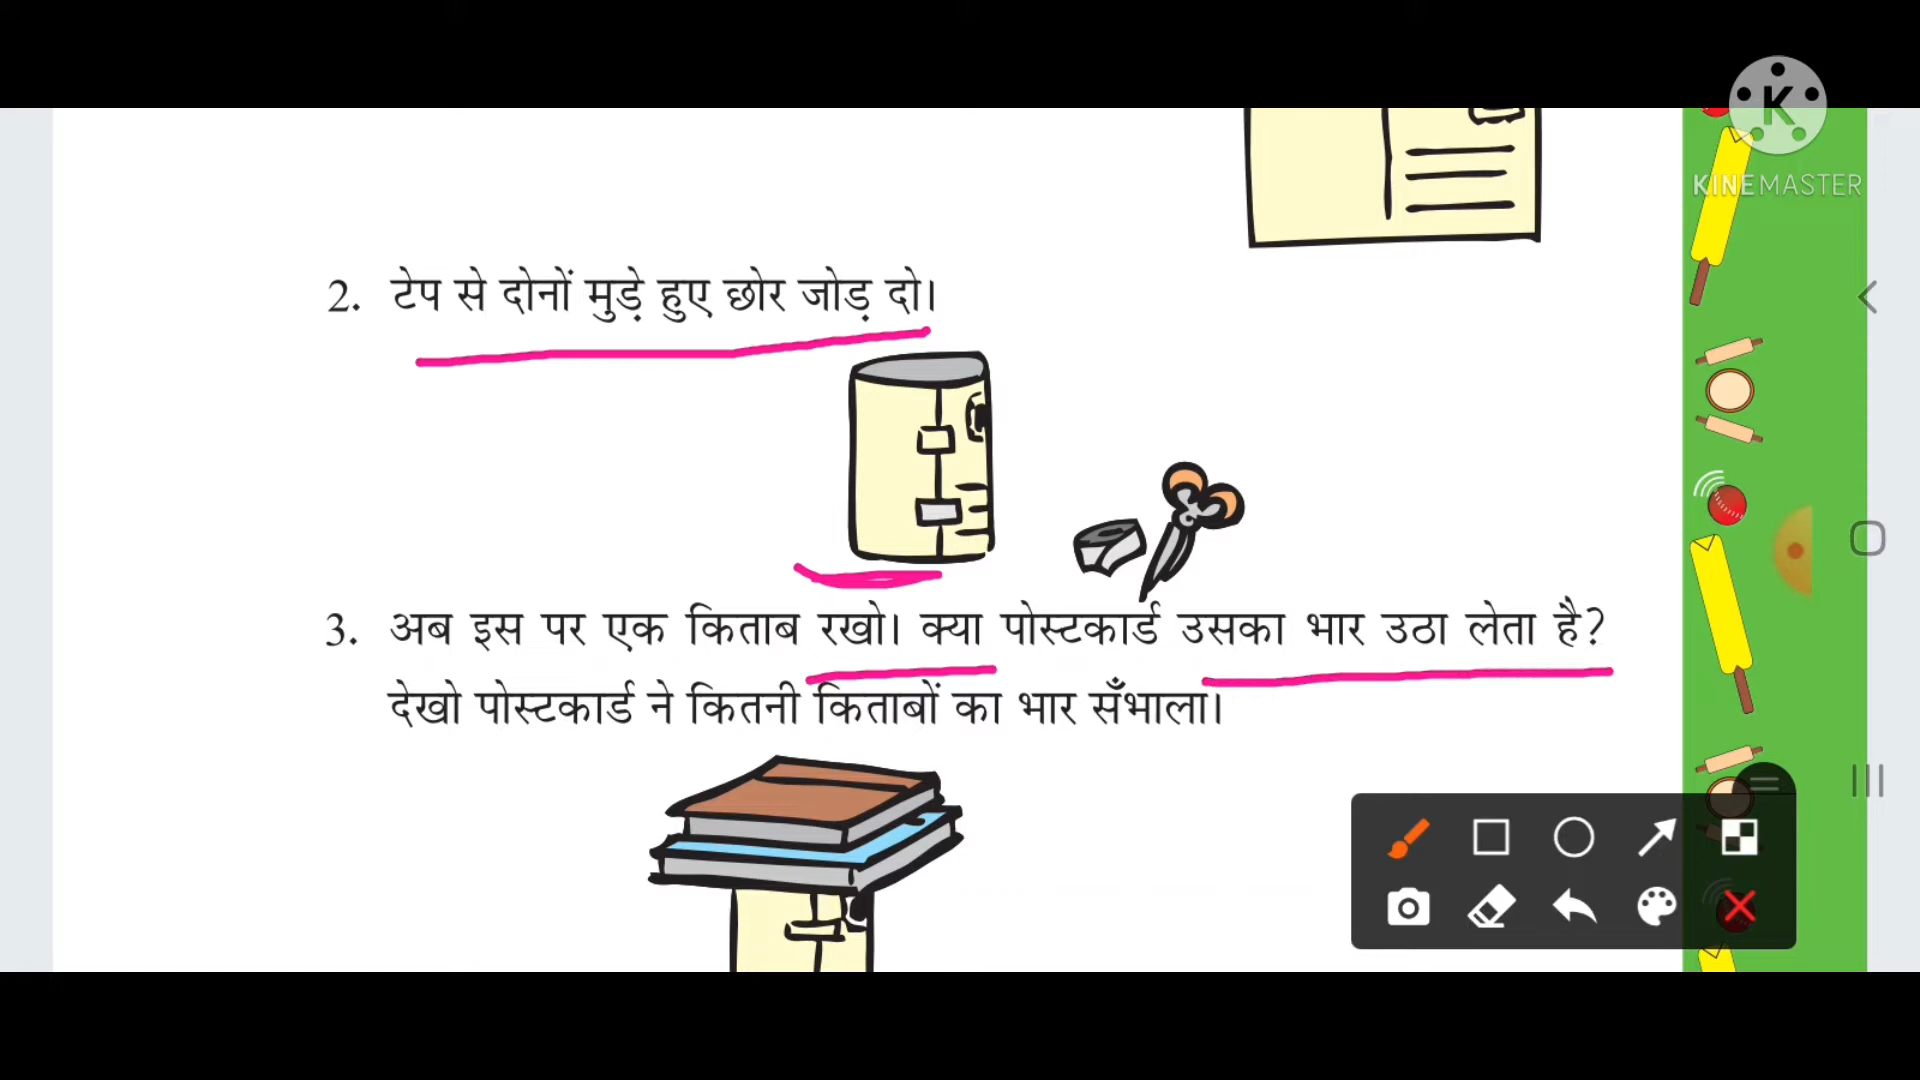 KINEMASTER
2. टेप से दोनों मुड़े हुए छोर जोड़ दो।
3. अब इस पर एक किताब रखो। क्या पोस्टकार्ड उसका भार उठा लेता है?
देखो पोस्टकार्ड ने कितनी किताबों का भार सँभाला।